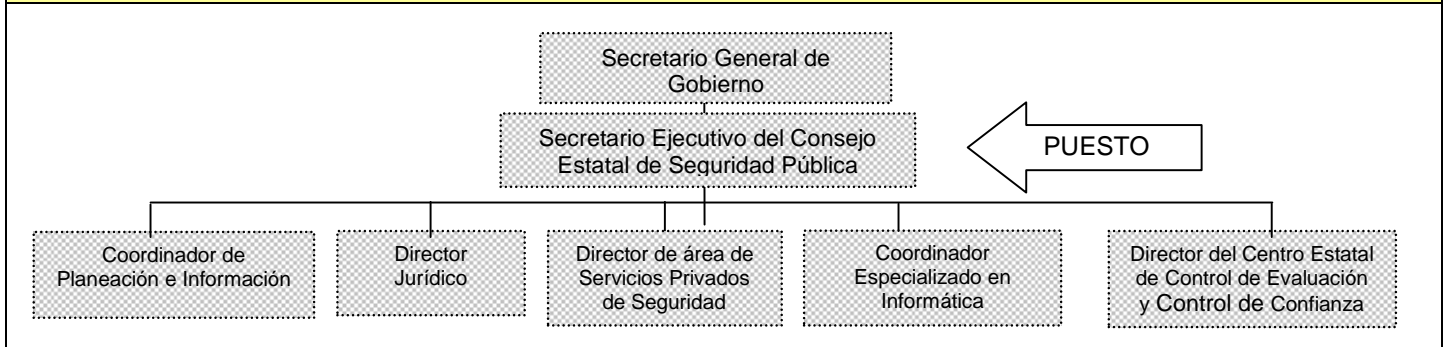 Secretario General de
Gobierno
Secretario Ejecutivo del Consejo
Estatal de Seguridad Pública
PUESTO
Coordinador de
Planeación e Información
Director
Jurídico
Director de área de
Servicios Privados
de Seguridad
Coordinador
Especializado en
Informática
Director del Centro Estatal
de Control de Evaluación
y Control de Confianza